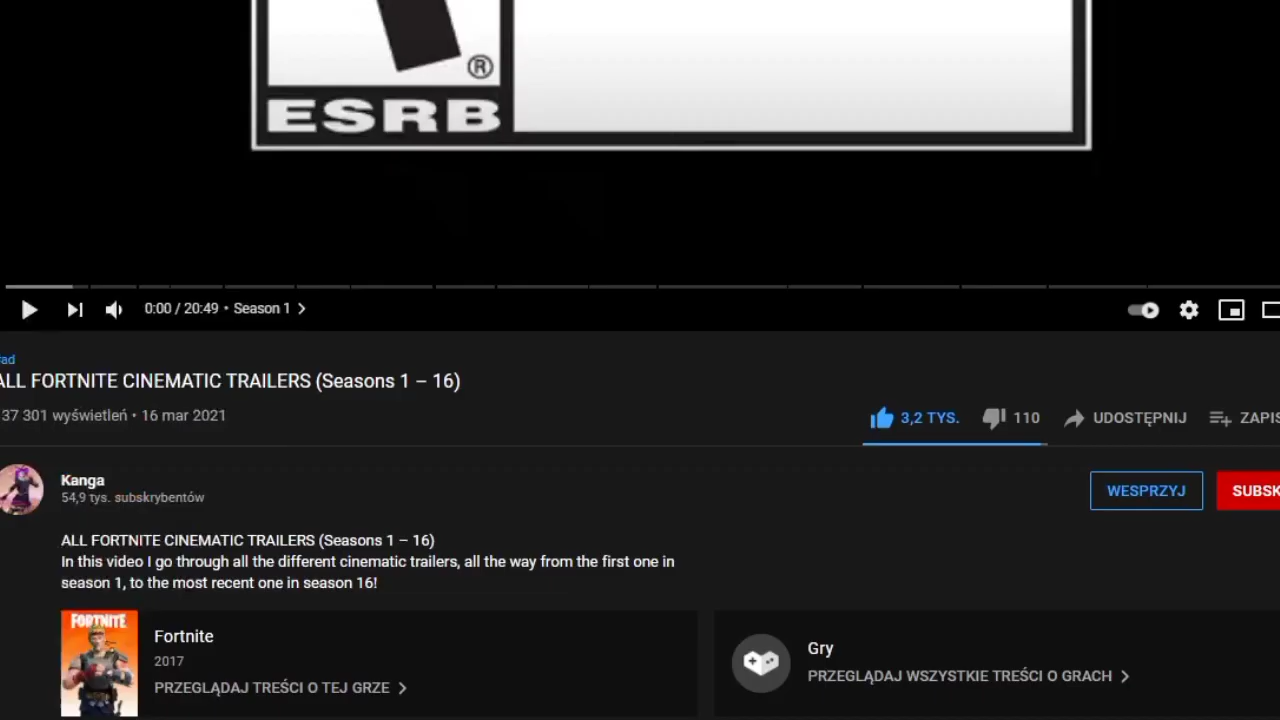 ®
ESRB
0:00 / 20:49 • Season 1
ALL FORTNITE CINEMATIC TRAILERS (Seasons 1 – 16)
37 301 wyświetleń • 16 mar 2021
3,2 TYS.
110
UDOSTĘPNIJ
ZAPIS
Kanga
54,9 tys. subskrybentów
WESPRZYJ
SUBSK
ALL FORTNITE CINEMATIC TRAILERS (Seasons 1 – 16)
In this video I go through all the different cinematic trailers, all the way from the first one in
season 1, to the most recent one in season 16!
FORTNITE
Fortnite
2017
PRZEGLĄDAJ TREŚCI O TEJ GRZE
Gry
PRZEGLĄDAJ WSZYSTKIE TREŚCI O GRACH